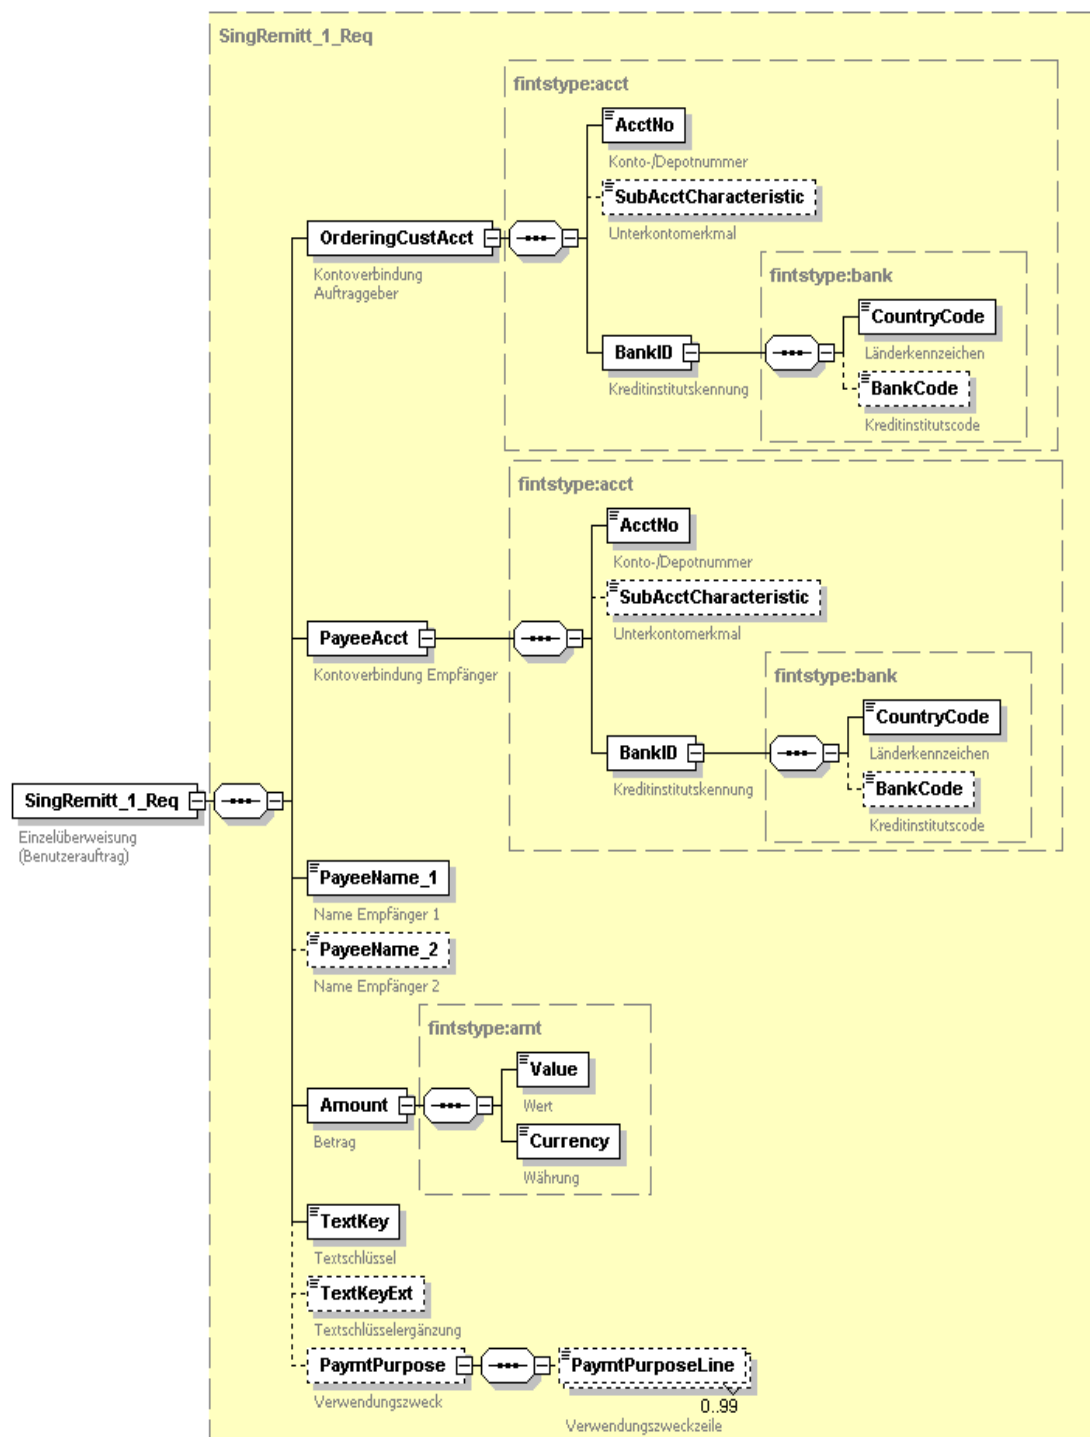 SingRemitt_1_Req
fintstype:acct
AcctNo
Konto-/Depotnummer
SubAcctCharacteristic
Unterkontomerkmal
OrderingCustAcct
Kontoverbindung
Auftraggeber
fintstype:bank
CountryCode
Länderkennzeichen
BankID
Kreditinstitutskennung
BankCode
Kreditinstitutscode
fintstype:acct
AcctNo
Konto-/Depotnummer
SubAcctCharacteristic
Unterkontomerkmal
PayeeAcct
Kontoverbindung Empfänger
fintstype:bank
CountryCode
Länderkennzeichen
BankID
Kreditinstitutskennung
BankCode
Kreditinstitutscode
SingRemitt_1_Req
Einzelüberweisung
(Benutzerauftrag)
PayeeName_1
Name Empfänger 1
PayeeName_2
Name Empfänger 2
fintstype:amt
Value
Wert
Amount
Betrag
Currency
Währung
TextKey
Textschlüssel
TextKeyExt
Textschlüsselergänzung
PaymtPurpose
Verwendungszweck
PaymtPurposeLine
0..99
Verwendungszweckzeile